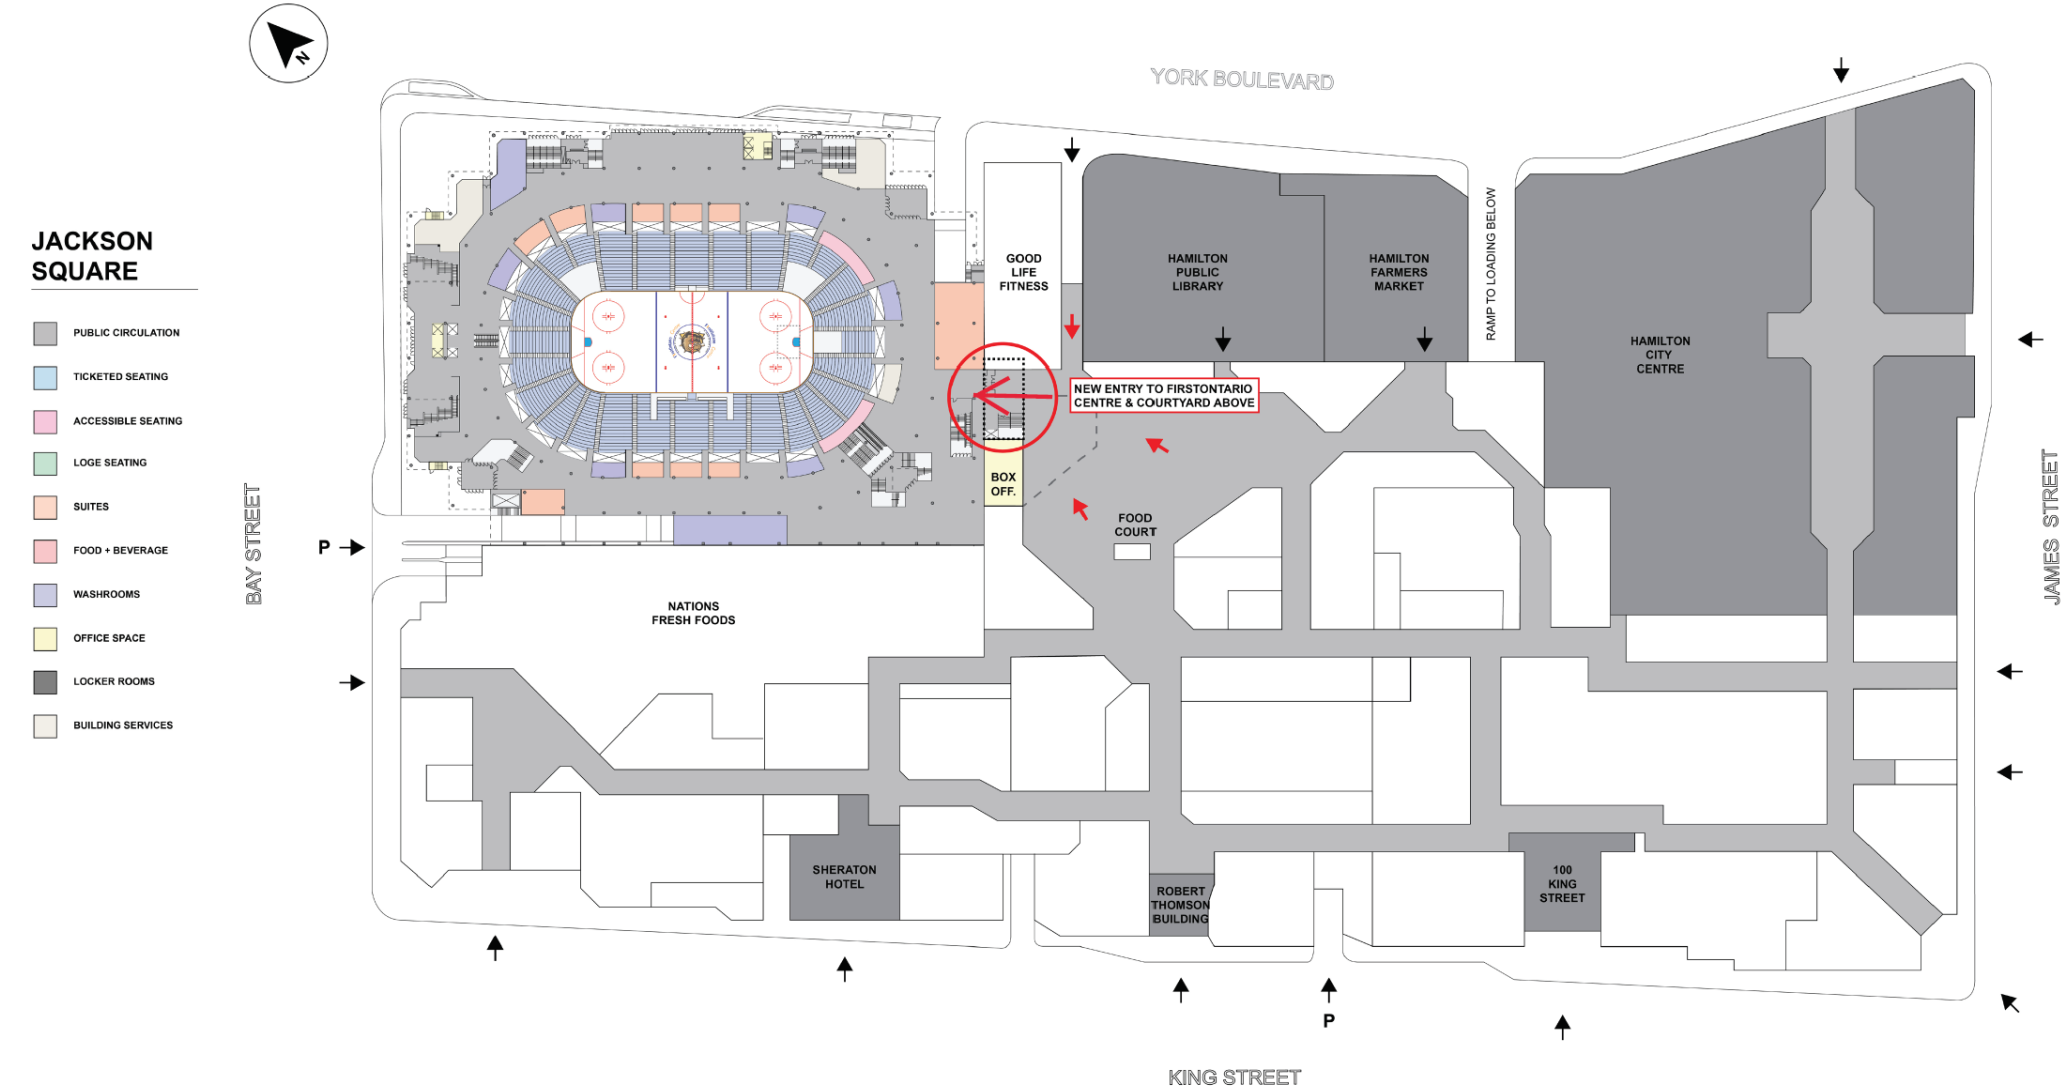 N
YORK BOULEVARD
JACKSON
SQUARE
PUBLIC CIRCULATION
TICKETED SEATING
ACCESSIBLE SEATING
LOGE SEATING
SUITES
FOOD + BEVERAGE
WASHROOMS
OFFICE SPACE
LOCKER ROOMS
BUILDING SERVICES
BAY STREET
P
GOOD
LIFE
FITNESS
HAMILTON
PUBLIC
LIBRARY
HAMILTON
FARMERS
MARKET
RAMP TO LOADING BELOW
HAMILTON
CITY
CENTRE
NEW ENTRY TO FIRSTONTARIO
CENTRE & COURTYARD ABOVE
BOX
OFF.
FOOD
COURT
JAMES STREET
NATIONS
FRESH FOODS
SHERATON
HOTEL
ROBERT
THOMSON
BUILDING
100
KING
STREET
P
KING STREET